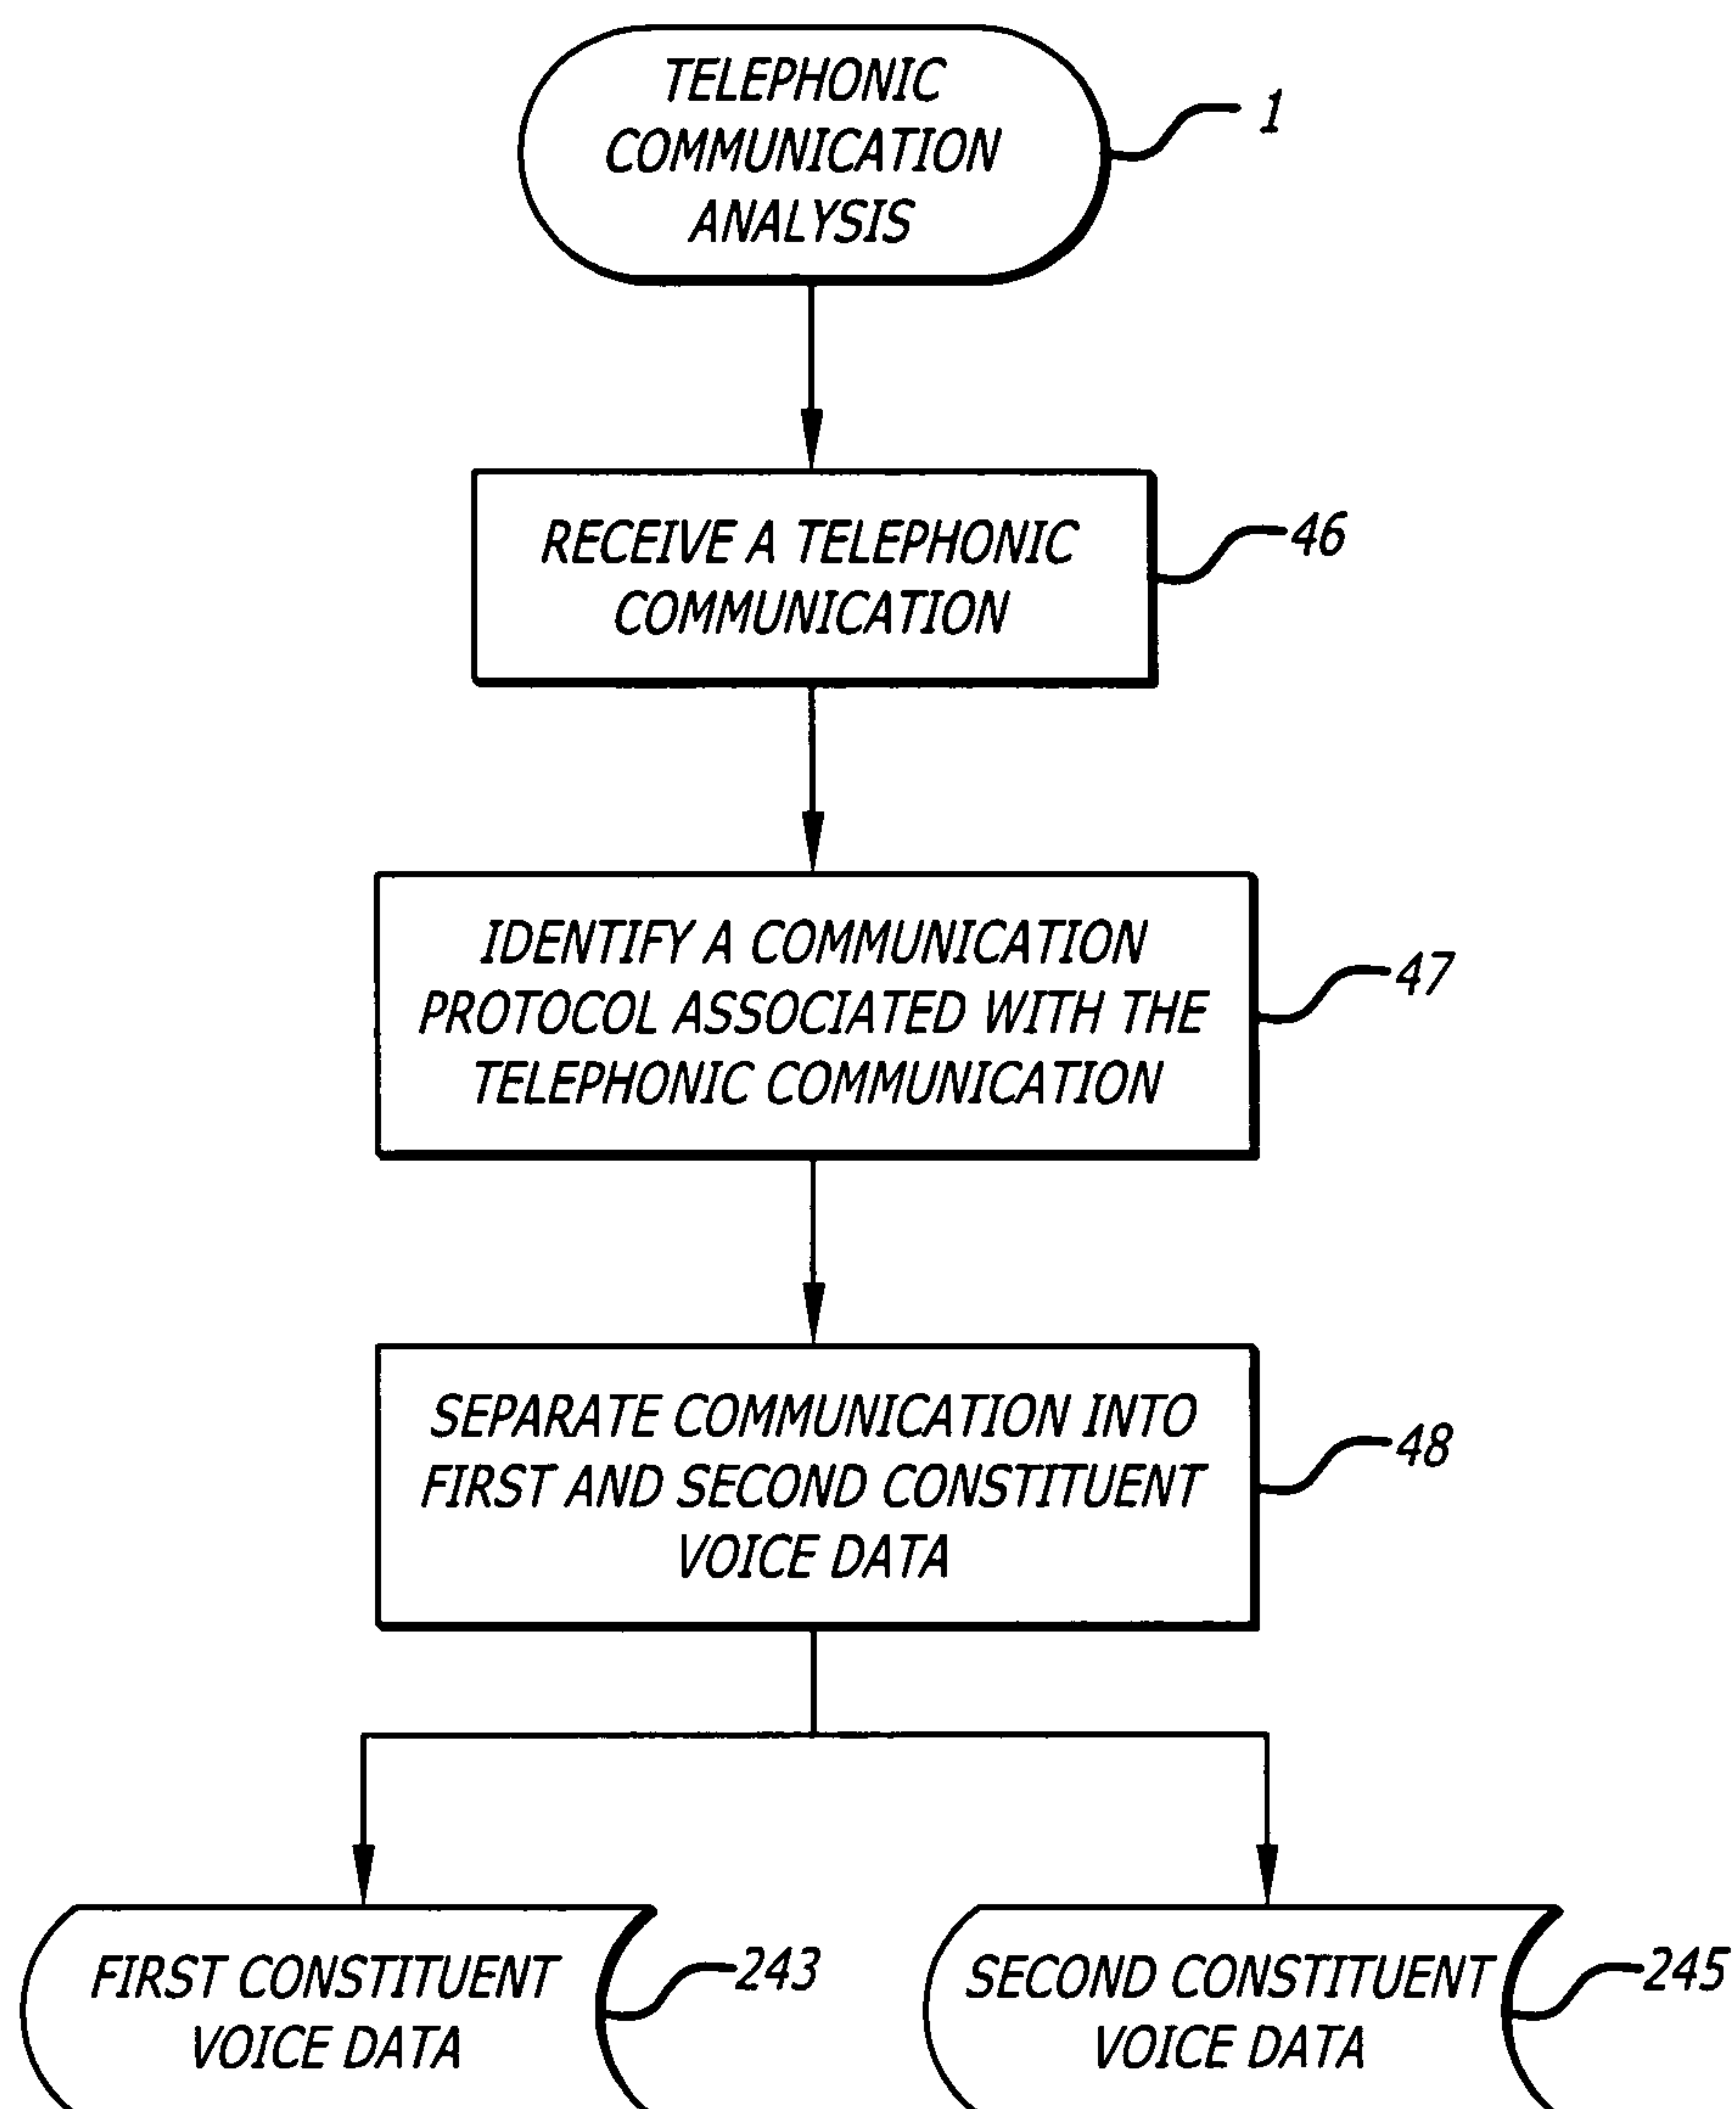 TELEPHONIC
COMMUNICATION
ANALYSIS
1
RECEIVE A TELEPHONIC
COMMUNICATION
46
IDENTIFY A COMMUNICATION
PROTOCOL ASSOCIATED WITH THE
TELEPHONIC COMMUNICATION
47
SEPARATE COMMUNICATION INTO
FIRST AND SECOND CONSTITUENT
VOICE DATA
48
FIRST CONSTITUENT
VOICE DATA
243
SECOND CONSTITUENT
VOICE DATA
245